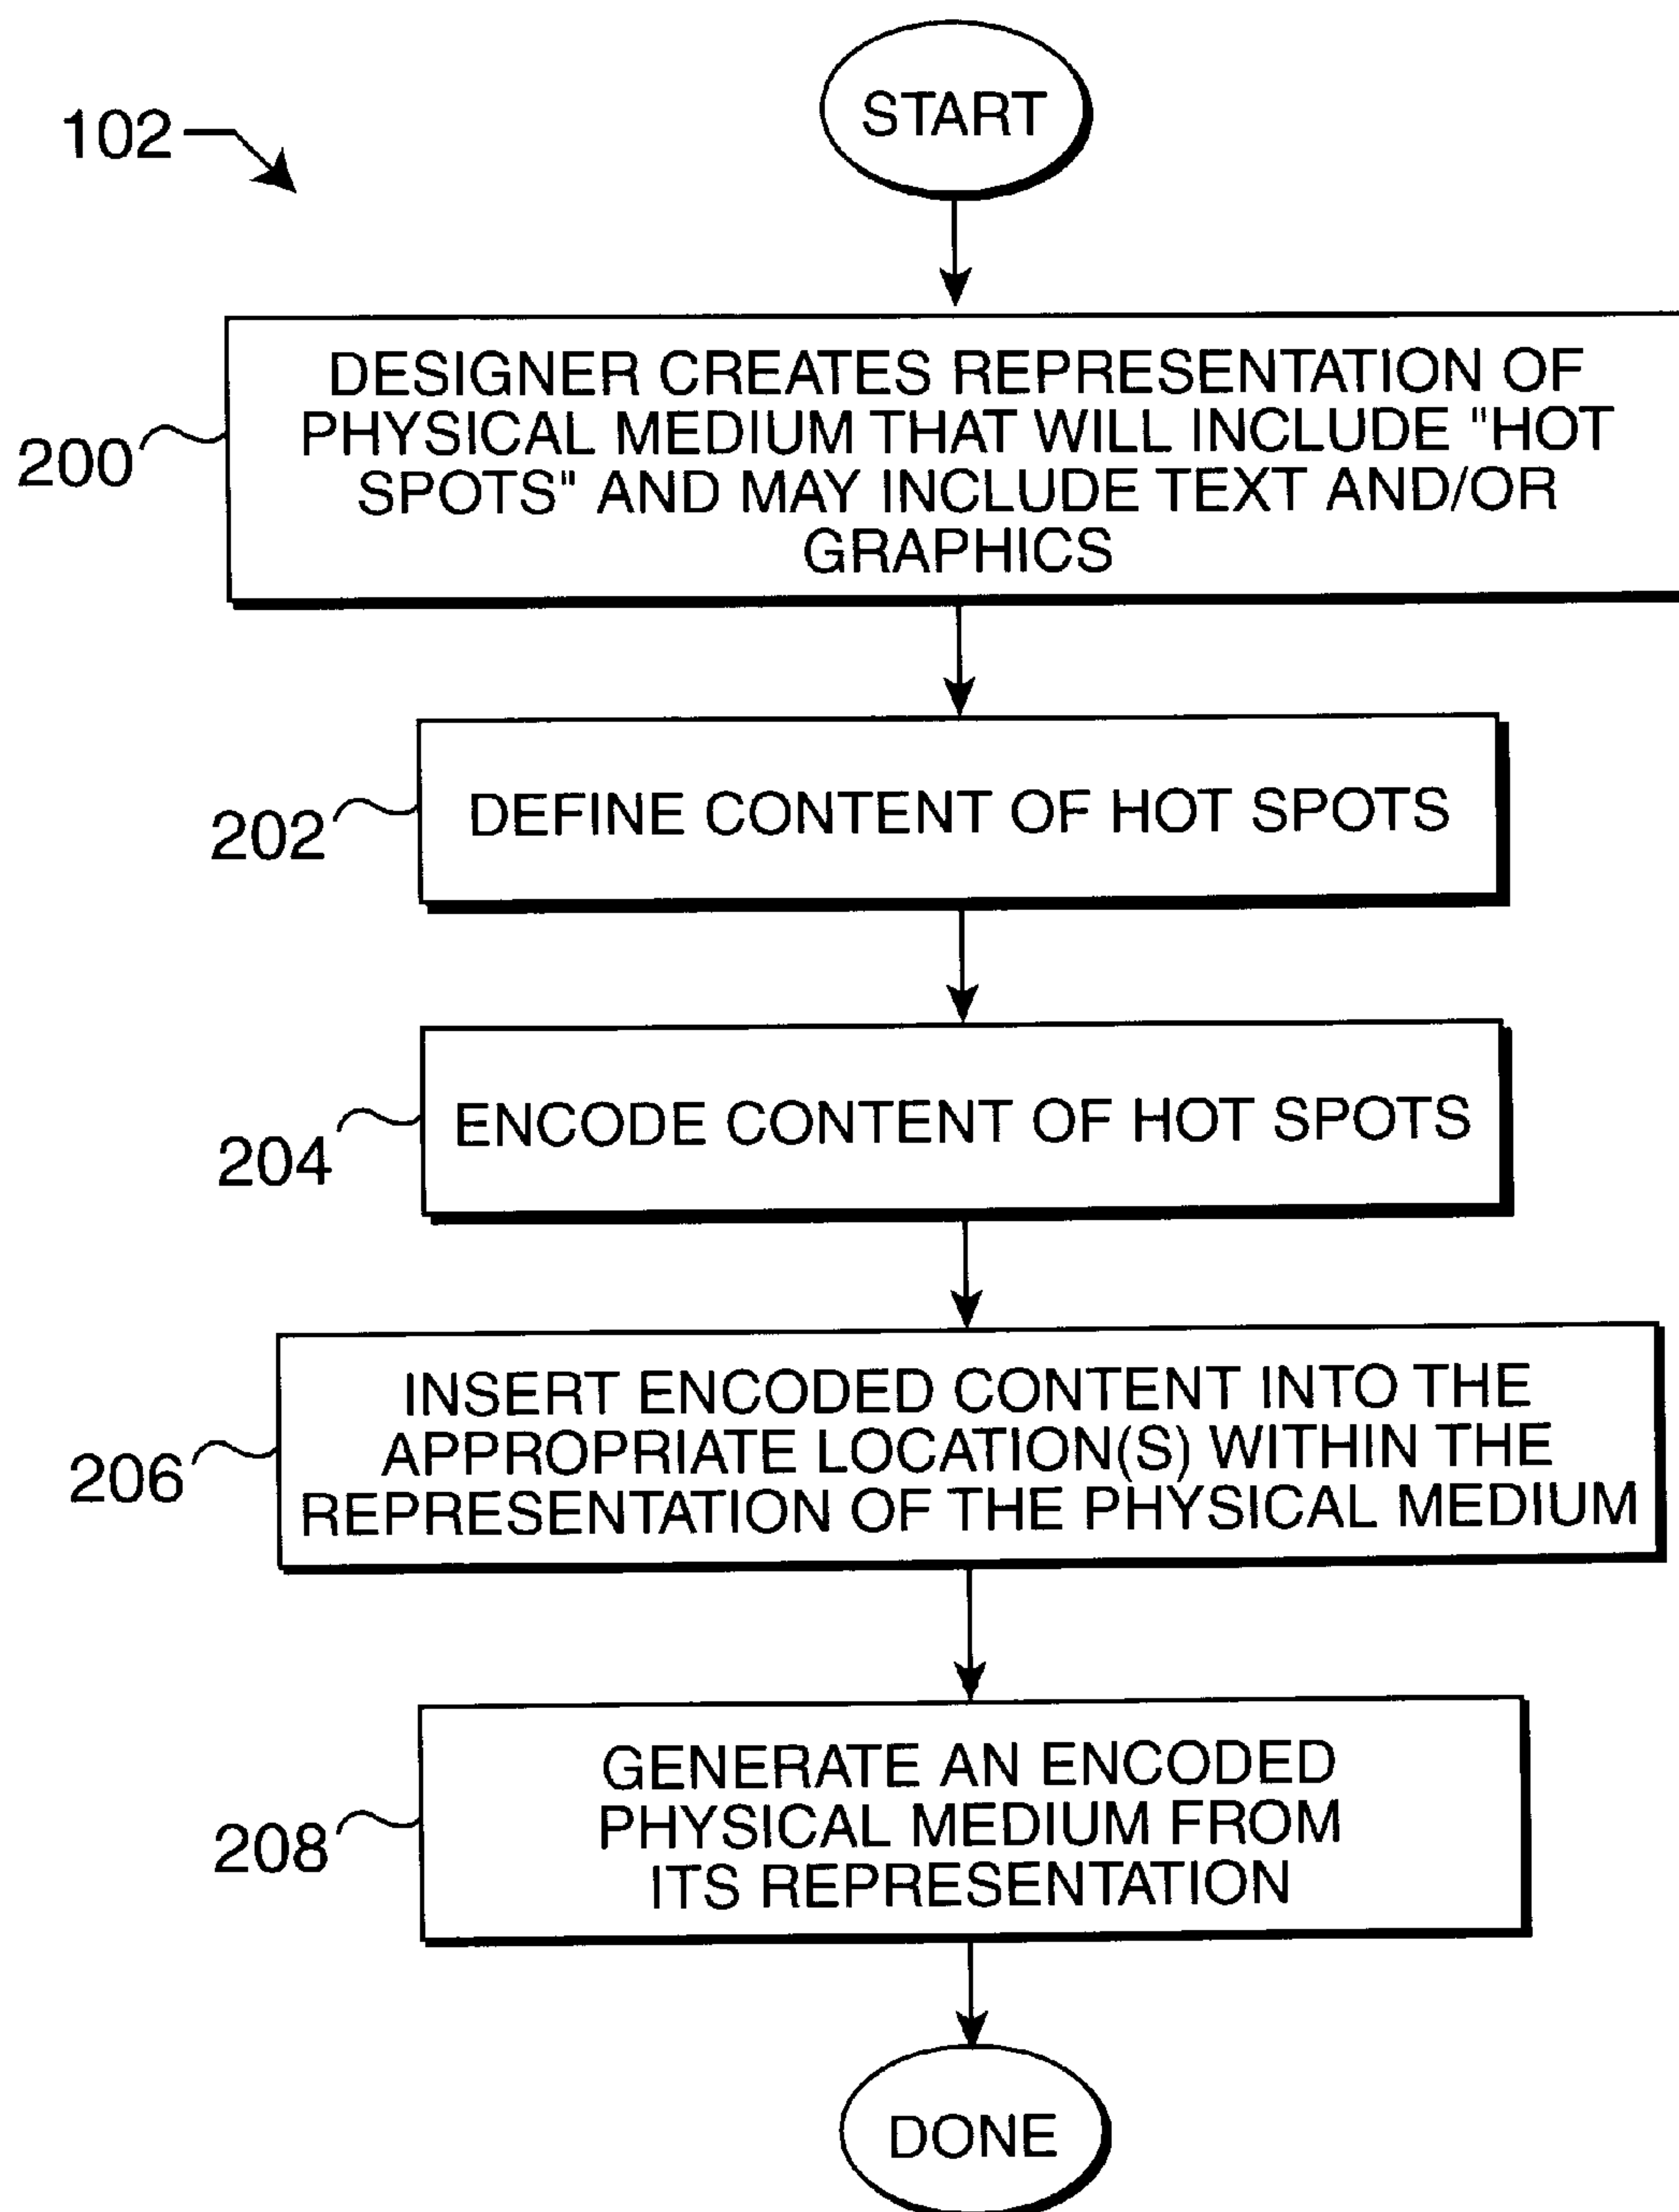 START
102
DESIGNER CREATES REPRESENTATION OF
PHYSICAL MEDIUM THAT WILL INCLUDE "HOT
SPOTS" AND MAY INCLUDE TEXT AND/OR
GRAPHICS
200
DEFINE CONTENT OF HOT SPOTS
202
ENCODE CONTENT OF HOT SPOTS
204
INSERT ENCODED CONTENT INTO THE
APPROPRIATE LOCATION(S) WITHIN THE
REPRESENTATION OF THE PHYSICAL MEDIUM
206
GENERATE AN ENCODED
PHYSICAL MEDIUM FROM
ITS REPRESENTATION
208
DONE